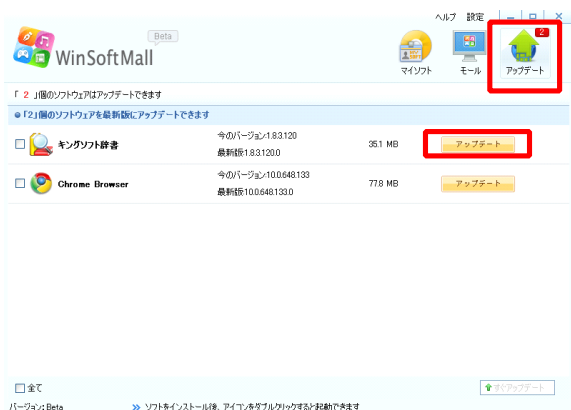 ヘルプ 設定
Beta
WinSoftMall
2
マイソフト モール アップデート
「 2 」個のソフトウェアはアップデートできます
「2」個のソフトウェアを最新版にアップデートできます
キングソフト辞書
今のバージョン:1.8.3.120
最新版:1.8.3.120.0
35.1 MB
アップデート
Chrome Browser
今のバージョン:10.0.648.133
最新版:10.0.648.133.0
77.8 MB
アップデート
全て
すぐアップデート
バージョン: Beta
ソフトをインストール後、アイコンをダブルクリックすると起動できます